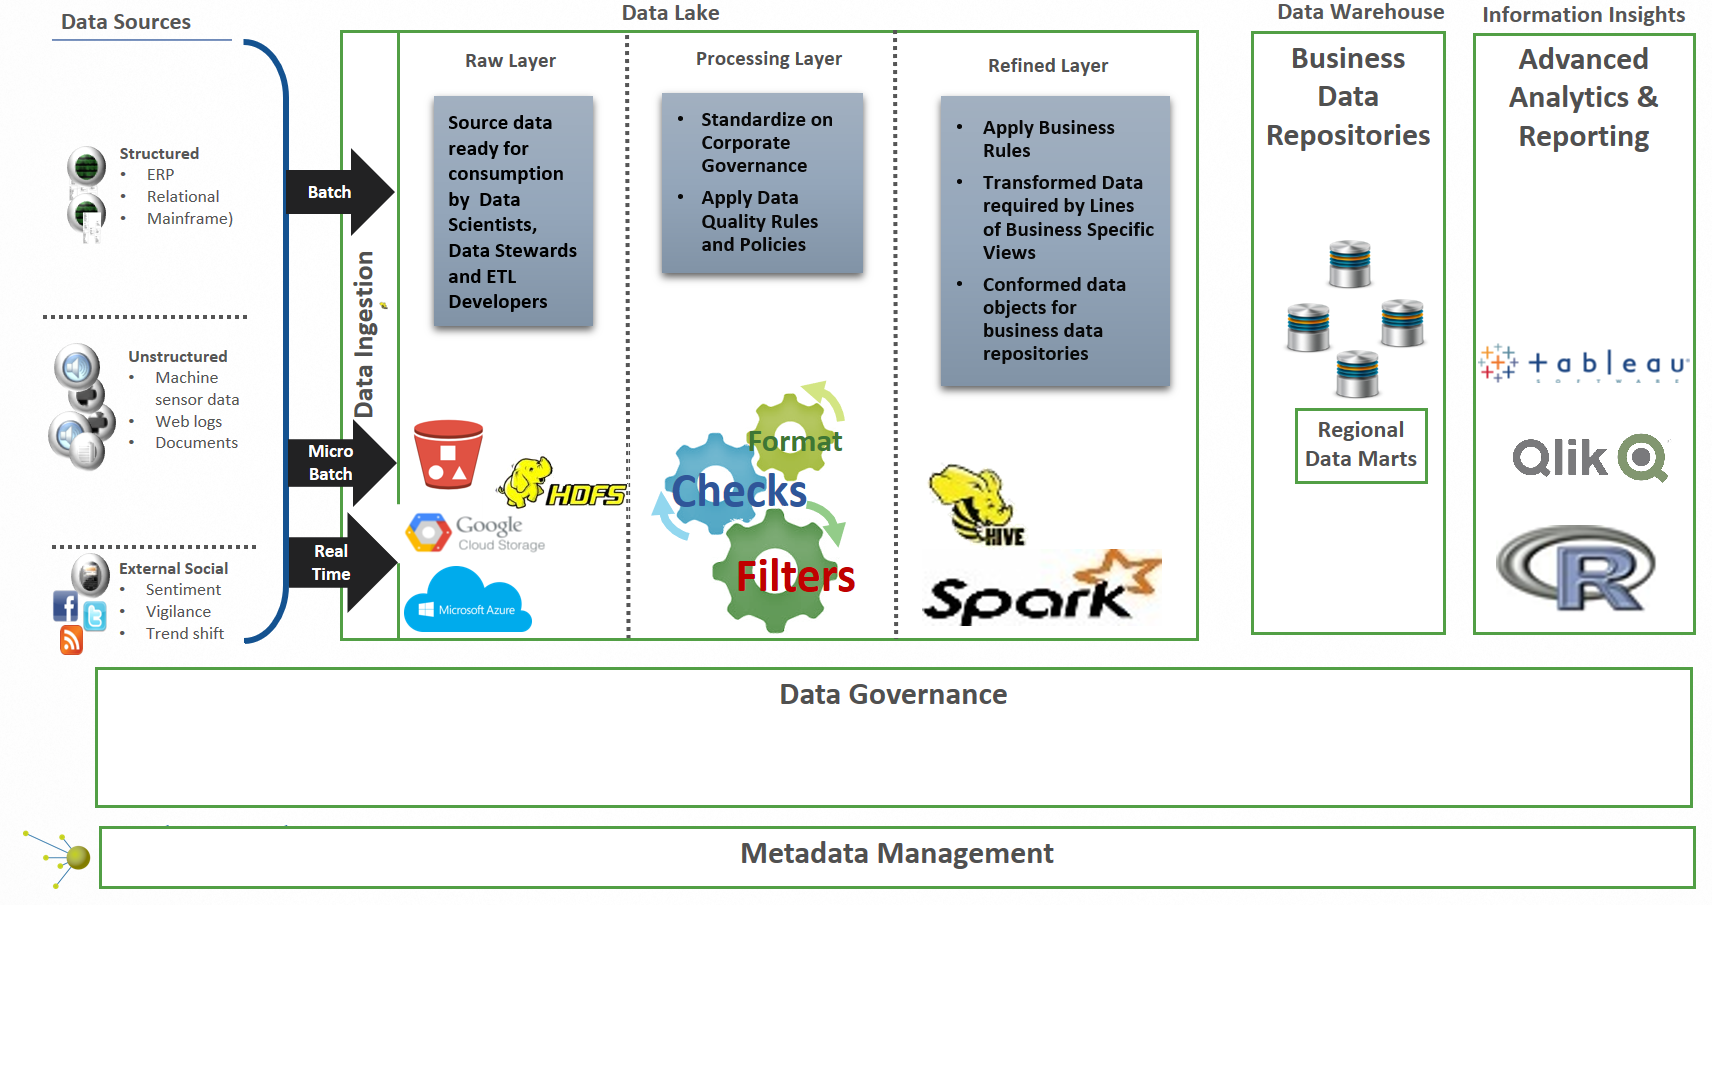 Data Sources
Data Lake
Data Warehouse
Information Insights
Structured
• ERP
• Relational
• Mainframe)
Unstructured
• Machine
sensor data
• Web logs
• Documents
External Social
• Sentiment
• Vigilance
• Trend shift
Batch
Micro
Batch
Real
Time
Data Ingestion
Raw Layer
Source data
ready for
consumption
by Data
Scientists,
Data Stewards
and ETL
Developers
HDFS
Google
Cloud Storage
Microsoft Azure
Processing Layer
• Standardize on
Corporate
Governance
• Apply Data
Quality Rules
and Policies
Format
Checks
Filters
Refined Layer
• Apply Business
Rules
• Transformed Data
required by Lines
of Business Specific
Views
• Conformed data
objects for
business data
repositories
HIVE
Spark
Business
Data
Repositories
Regional
Data Marts
Advanced
Analytics &
Reporting
tableau
SOFTWARE
Qlik
R
Data Governance
Metadata Management